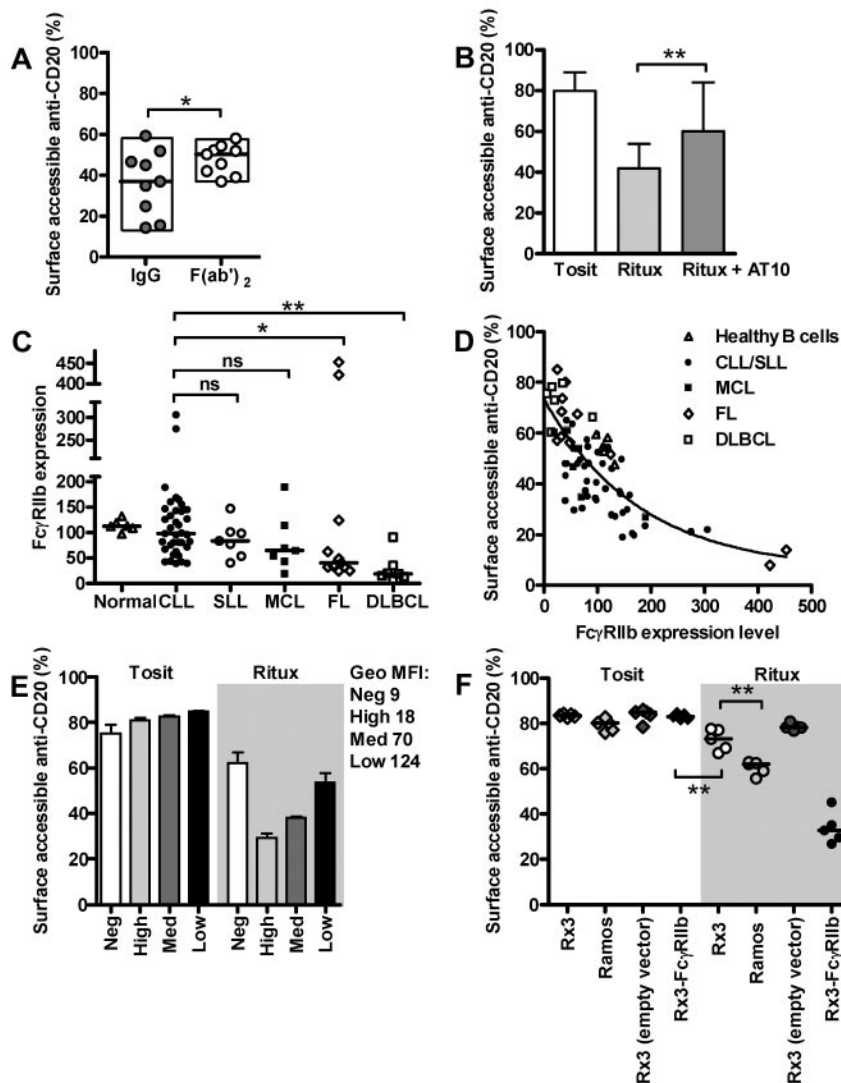 A
Surface accessible anti-CD20 (%)
100
80
60
40
20
0
*
IgG
F(ab')2
B
Surface accessible anti-CD20 (%)
100
80
60
40
20
0
**
Tosit
Ritux
Ritux + AT10
C
FcγRIIb expression
450
400
300
250
200
150
100
50
0
**
*
ns
ns
Normal
CLL
SLL
MCL
FL
DLBCL
D
Surface accessible anti-CD20 (%)
100
80
60
40
20
0
Healthy B cells
CLL/SLL
MCL
FL
DLBCL
0
100
200
300
400
500
FcγRIIb expression level
E
Surface accessible anti-CD20 (%)
100
80
60
40
20
0
Tosit
Ritux
Geo MFI:
Neg 9
High 18
Med 70
Low 124
Neg
High
Med
Low
Neg
High
Med
Low
F
Surface accessible anti-CD20 (%)
100
80
60
40
20
0
Tosit
Ritux
**
**
Rx3
Ramos
Rx3 (empty vector)
Rx3-FcγRIIb
Rx3
Ramos
Rx3 (empty vector)
Rx3-FcγRIIb